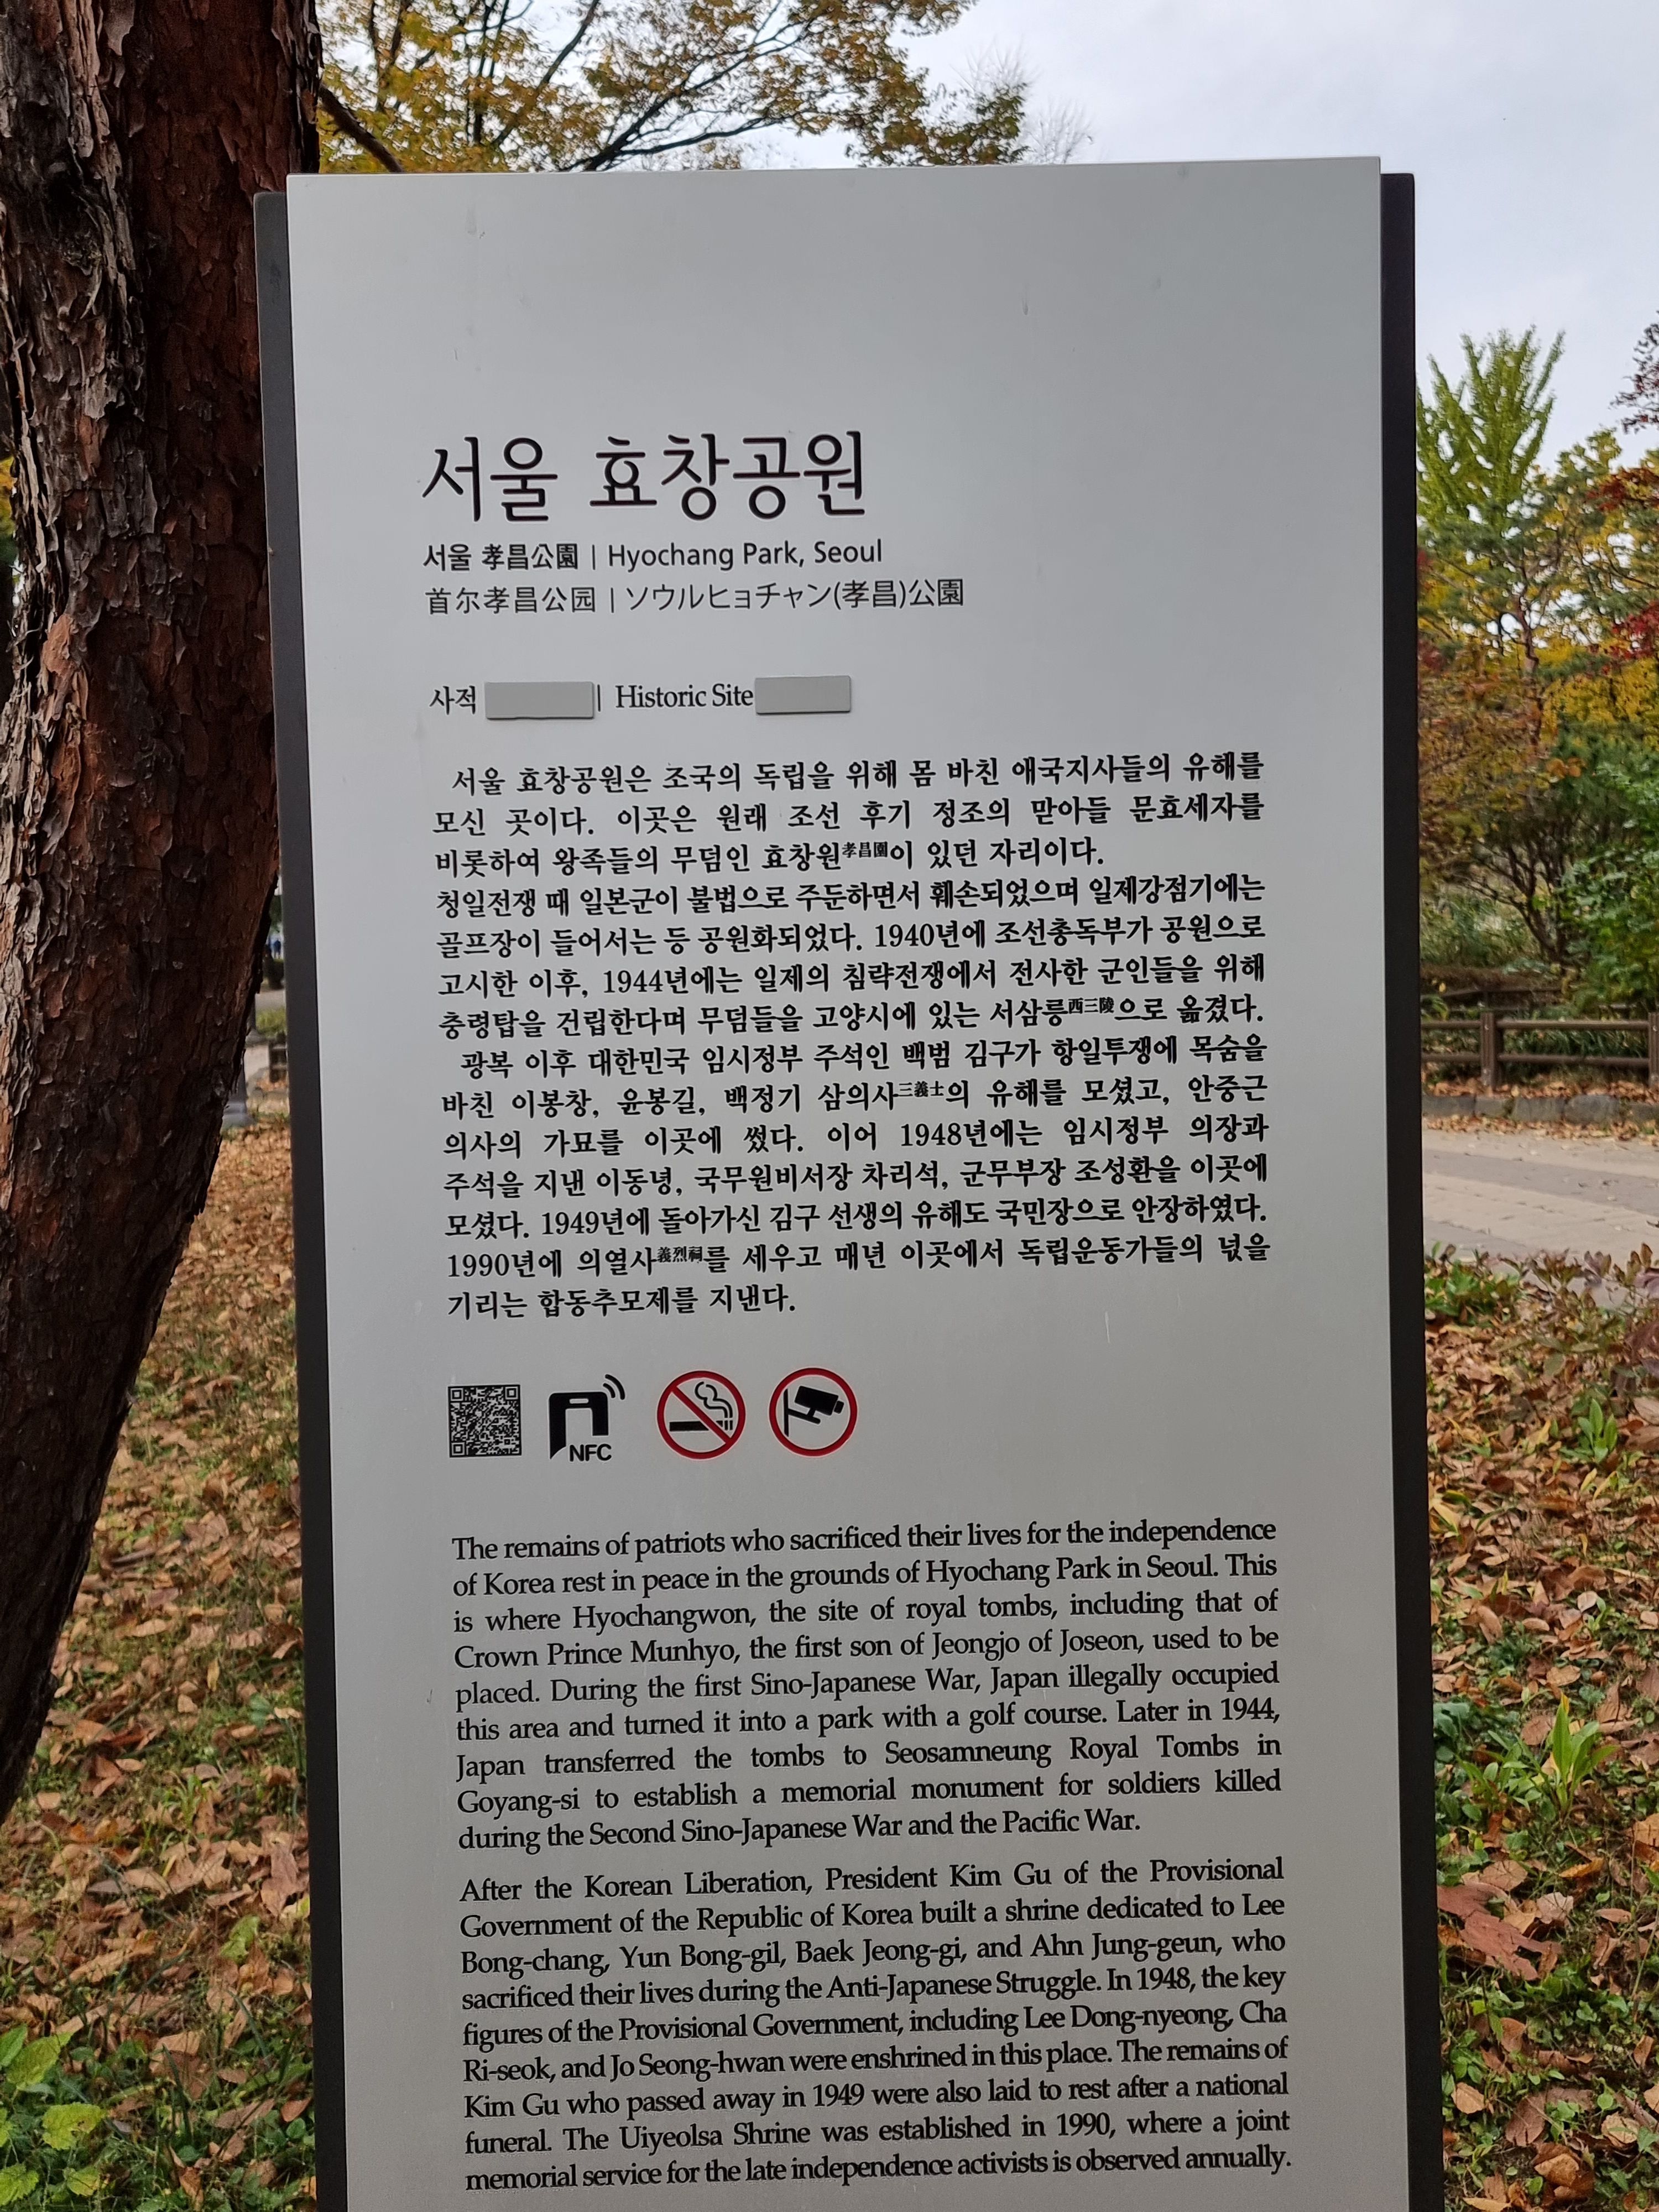 서울 효창공원
서울 孝昌公園 | Hyochang Park, Seoul
首尔孝昌公园 | ソウルヒョチャン(孝昌)公園
사적 | Historic Site
서울 효창공원은 조국의 독립을 위해 몸 바친 애국지사들의 유해를
모신 곳이다. 이곳은 원래 조선 후기 정조의 맏아들 문효세자를
비롯하여 왕족들의 무덤인 효창원孝昌園이 있던 자리이다.
청일전쟁 때 일본군이 불법으로 주둔하면서 훼손되었으며 일제강점기에는
골프장이 들어서는 등 공원화되었다. 1940년에 조선총독부가 공원으로
고시한 이후, 1944년에는 일제의 침략전쟁에서 전사한 군인들을 위해
충령탑을 건립한다며 무덤들을 고양시에 있는 서삼릉西三陵으로 옮겼다.
광복 이후 대한민국 임시정부 주석인 백범 김구가 항일투쟁에 목숨을
바친 이봉창, 윤봉길, 백정기 삼의사三義士의 유해를 모셨고, 안중근
의사의 가묘를 이곳에 썼다. 이어 1948년에는 임시정부 의장과
주석을 지낸 이동녕, 국무원비서장 차리석, 군무부장 조성환을 이곳에
모셨다. 1949년에 돌아가신 김구 선생의 유해도 국민장으로 안장하였다.
1990년에 의열사義烈祠를 세우고 매년 이곳에서 독립운동가들의 넋을
기리는 합동추모제를 지낸다.
NFC
The remains of patriots who sacrificed their lives for the independence
of Korea rest in peace in the grounds of Hyochang Park in Seoul. This
is where Hyochangwon, the site of royal tombs, including that of
Crown Prince Munhyo, the first son of Jeongjo of Joseon, used to be
placed. During the first Sino-Japanese War, Japan illegally occupied
this area and turned it into a park with a golf course. Later in 1944,
Japan transferred the tombs to Seosamneung Royal Tombs in
Goyang-si to establish a memorial monument for soldiers killed
during the Second Sino-Japanese War and the Pacific War.
After the Korean Liberation, President Kim Gu of the Provisional
Government of the Republic of Korea built a shrine dedicated to Lee
Bong-chang, Yun Bong-gil, Baek Jeong-gi, and Ahn Jung-geun, who
sacrificed their lives during the Anti-Japanese Struggle. In 1948, the key
figures of the Provisional Government, including Lee Dong-nyeong, Cha
Ri-seok, and Jo Seong-hwan were enshrined in this place. The remains of
Kim Gu who passed away in 1949 were also laid to rest after a national
funeral. The Uiyeolsa Shrine was established in 1990, where a joint
memorial service for the late independence activists is observed annually.